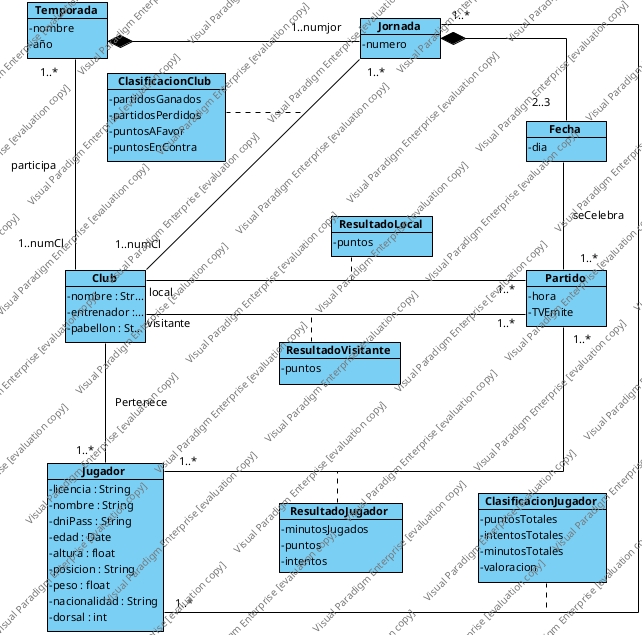 Temporada
-nombre
-año
1..numjor
Jornada
-numero
1..*
1..*
1..*
ClasificacionClub
-partidosGanados
-partidosPerdidos
-puntosAFavor
-puntosEnContra
2..3
Fecha
-dia
participa
seCelebra
ResultadoLocal
-puntos
1..numCl
1..numCl
1..*
Club
-nombre : Str...
-entrenador :...
-pabellon : St...
local
visitante
1..*
1..*
Partido
-hora
-TVEmite
1..*
ResultadoVisitante
-puntos
Pertenece
1..*
1..*
Jugador
-licencia : String
-nombre : String
-dniPass : String
-edad : Date
-altura : float
-posicion : String
-peso : float
-nacionalidad : String
-dorsal : int
ResultadoJugador
-minutosJugados
-puntos
-intentos
ClasificacionJugador
-puntosTotales
-intentosTotales
-minutosTotales
-valoracion
1..*
Visual Paradigm Enterprise [evaluation copy]